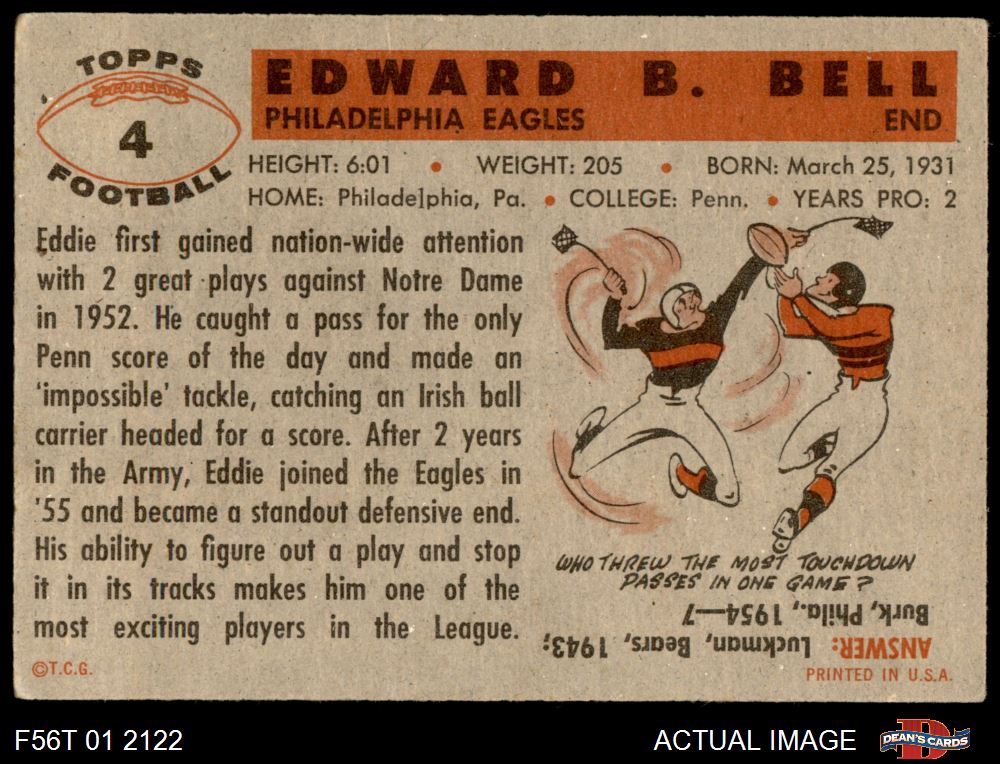 TOPPS
4
FOOTBALL
EDWARD B. BELL
PHILADELPHIA EAGLES END
HEIGHT: 6:01 • WEIGHT: 205 • BORN: March 25, 1931
HOME: Philadelphia, Pa. • COLLEGE: Penn. • YEARS PRO: 2
Eddie first gained nation-wide attention
with 2 great plays against Notre Dame
in 1952. He caught a pass for the only
Penn score of the day and made an
'impossible' tackle, catching an Irish ball
carrier headed for a score. After 2 years
in the Army, Eddie joined the Eagles in
'55 and became a standout defensive end.
His ability to figure out a play and stop
it in its tracks makes him one of the
most exciting players in the League.
©T.C.G.
WHO THREW THE MOST TOUCHDOWN
PASSES IN ONE GAME?
ANSWER: Luckman, Bears, 1943;
Burk, Phila., 1954—7
PRINTED IN U.S.A.
F56T 01 2122
ACTUAL IMAGE
DEAN'S CARDS